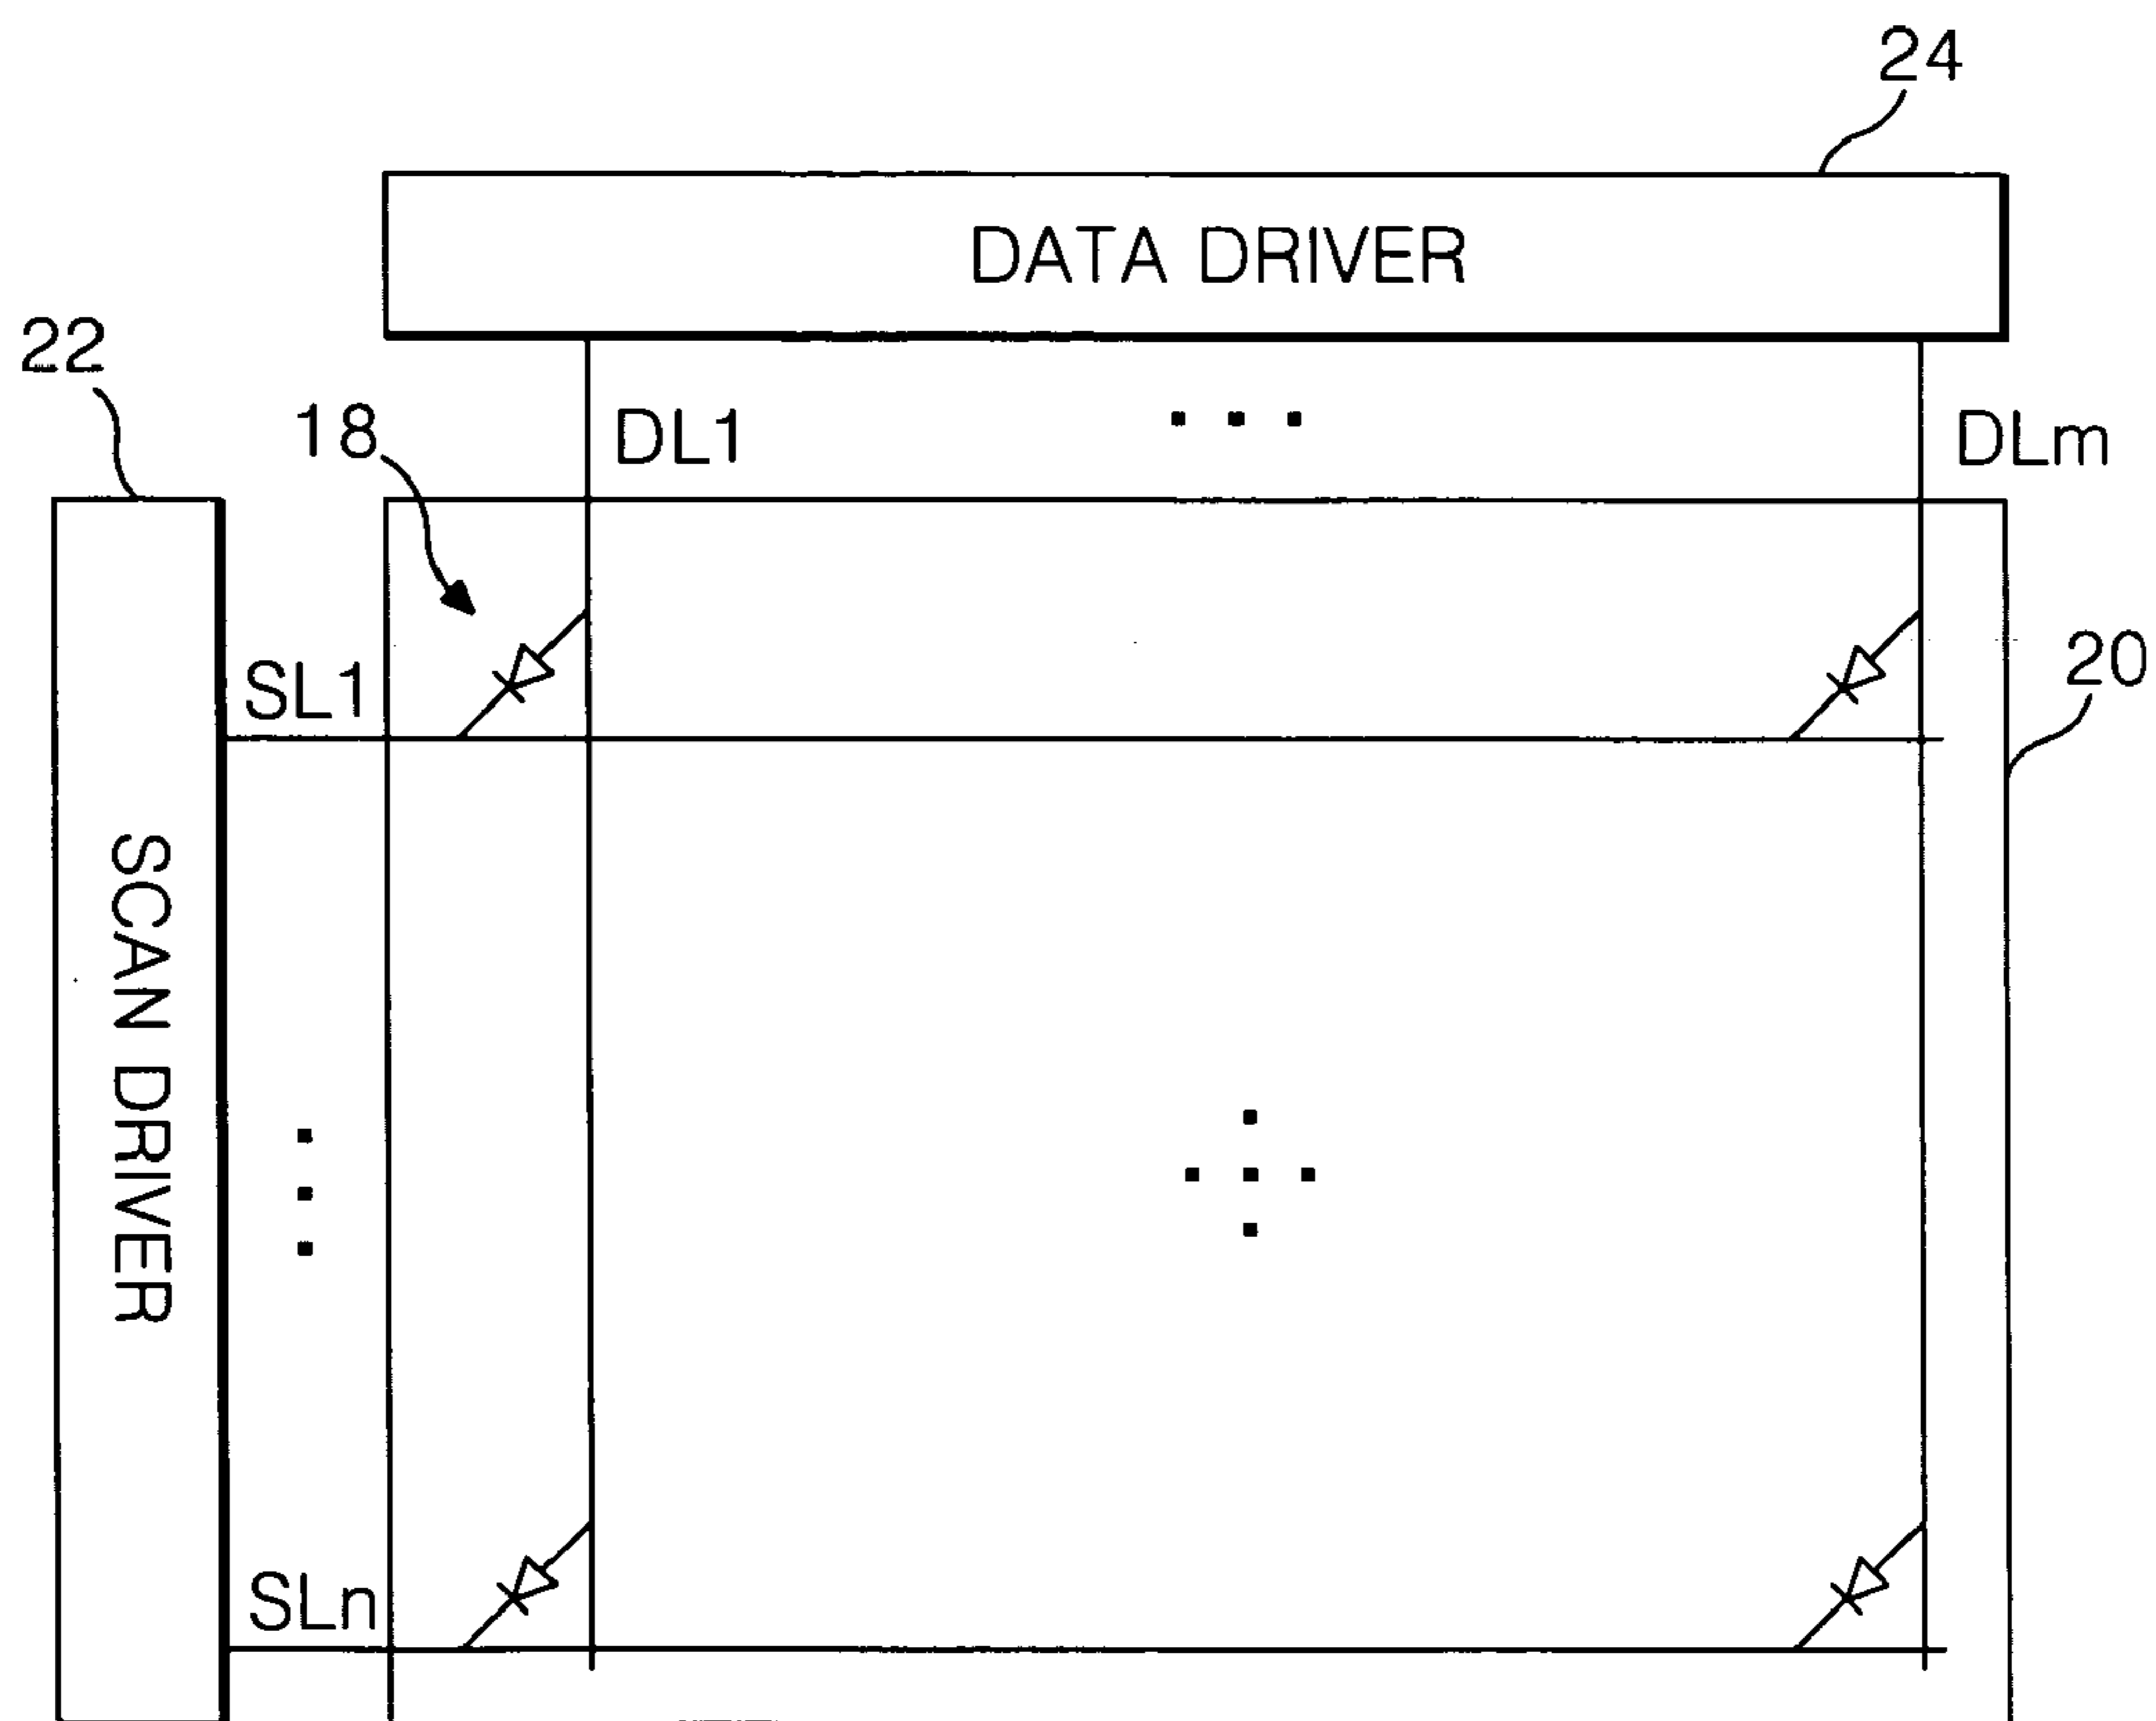 24
DATA DRIVER
22
18
DL1
DLm
SL1
20
SCAN DRIVER
SLn